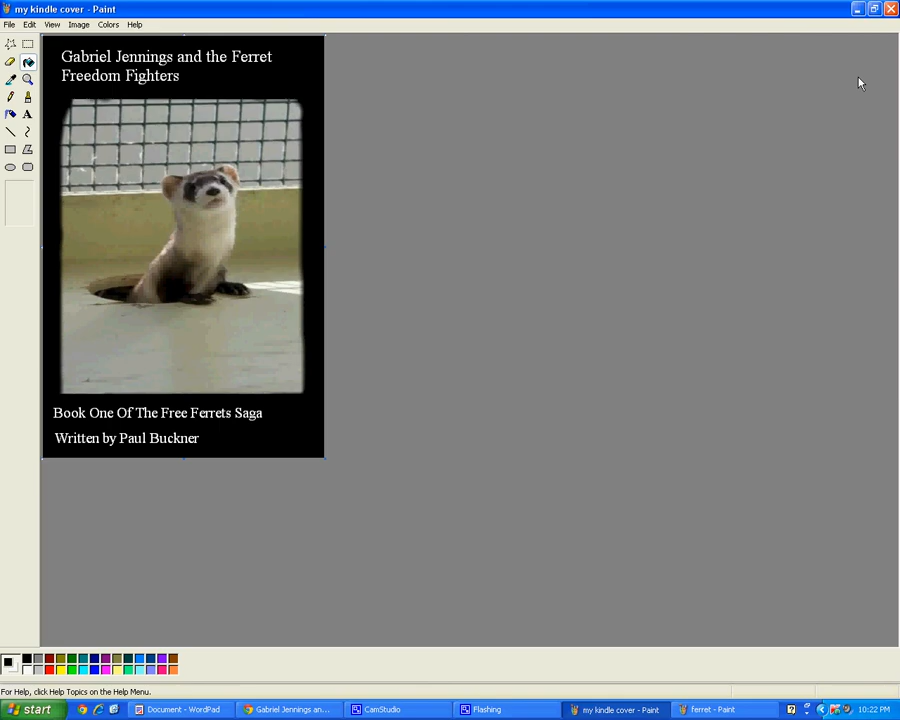 my kindle cover - Paint
File Edit View Image Colors Help
Gabriel Jennings and the Ferret
Freedom Fighters
Book One Of The Free Ferrets Saga
Written by Paul Buckner
For Help, click Help Topics on the Help Menu.
start Document - WordPad Gabriel Jennings an... CamStudio Flashing my kindle cover - Paint ferret - Paint 10:22 PM